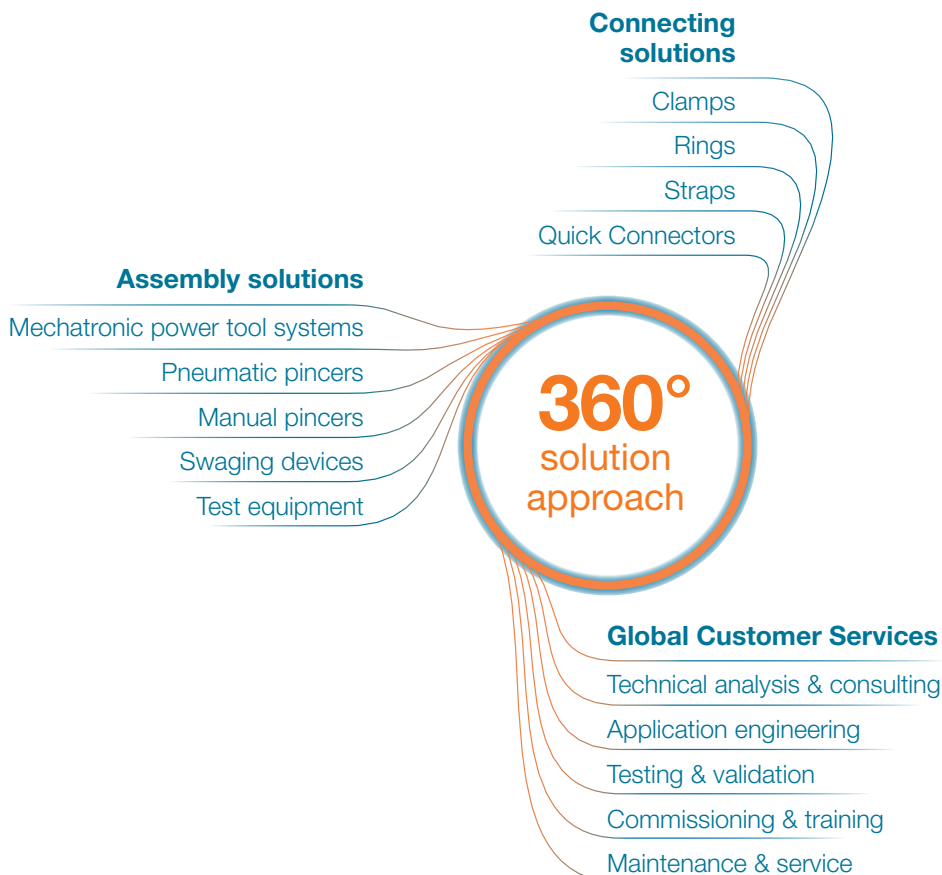 Connecting
solutions
Clamps
Rings
Straps
Quick Connectors
Assembly solutions
Mechatronic power tool systems
Pneumatic pincers
Manual pincers
Swaging devices
Test equipment
360°
solution
approach
Global Customer Services
Technical analysis & consulting
Application engineering
Testing & validation
Commissioning & training
Maintenance & service